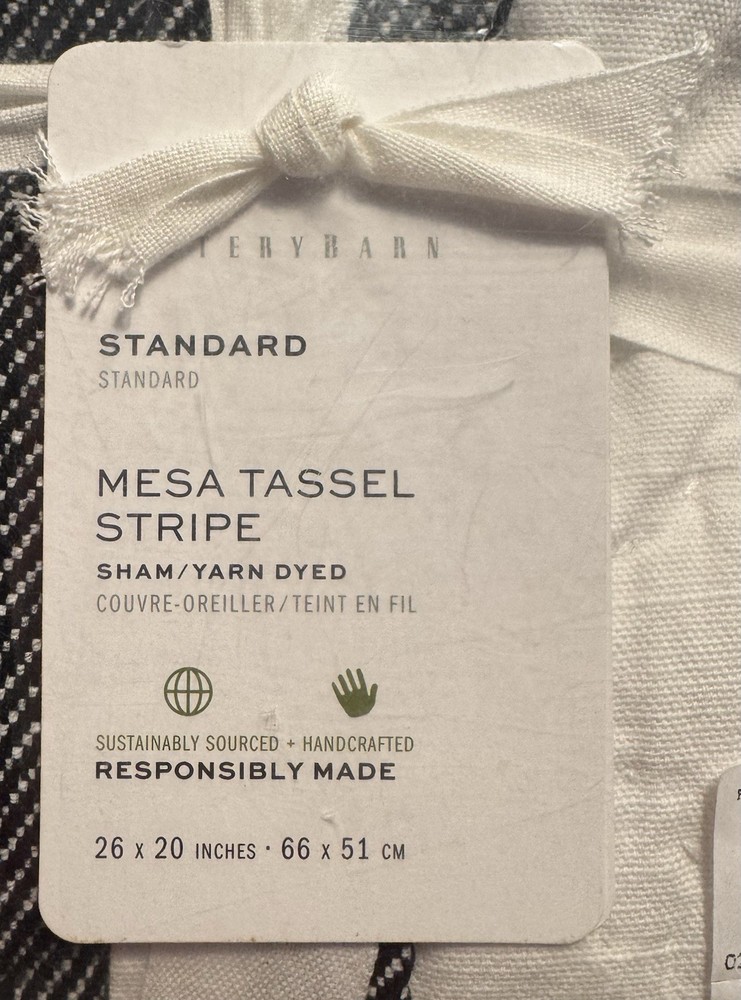 TERYBARN
STANDARD
STANDARD
MESA TASSEL
STRIPE
SHAM/YARN DYED
COUVRE-OREILLER/TEINT EN FIL
SUSTAINABLY SOURCED + HANDCRAFTED
RESPONSIBLY MADE
26 x 20 INCHES · 66 x 51 CM